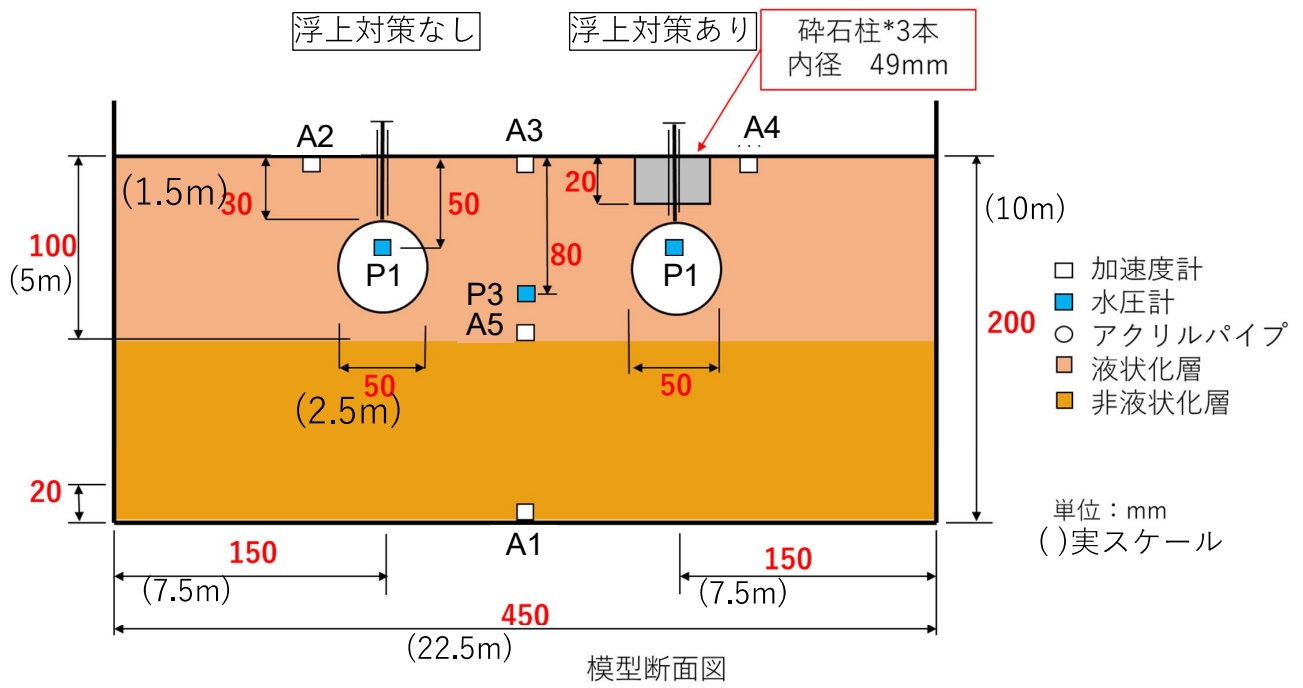 浮上対策なし
浮上対策あり
砕石柱*3本
内径　49mm
A2
A3
A4
(1.5m)
30
50
20
(10m)
100
(5m)
80
P1
P1
P3
A5
200
加速度計
水圧計
アクリルパイプ
液状化層
非液状化層
50
50
(2.5m)
20
A1
単位：mm
( )実スケール
150
150
(7.5m)
(7.5m)
450
(22.5m)
模型断面図